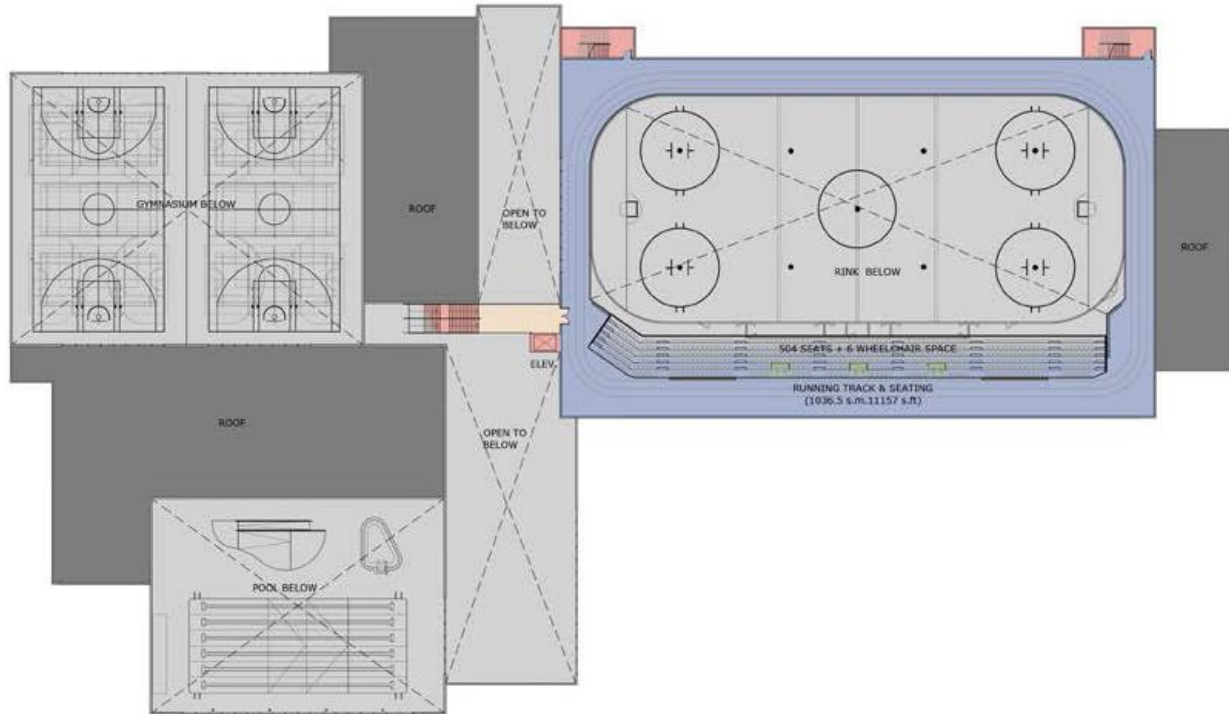 GYMNASIUM BELOW
ROOF
OPEN TO
BELOW
RINK BELOW
ROOF
ELEV.
504 SEATS + 6 WHEELCHAIR SPACE
RUNNING TRACK & SEATING
(1036.5 s.m.11157 s.ft)
ROOF
OPEN TO
BELOW
POOL BELOW